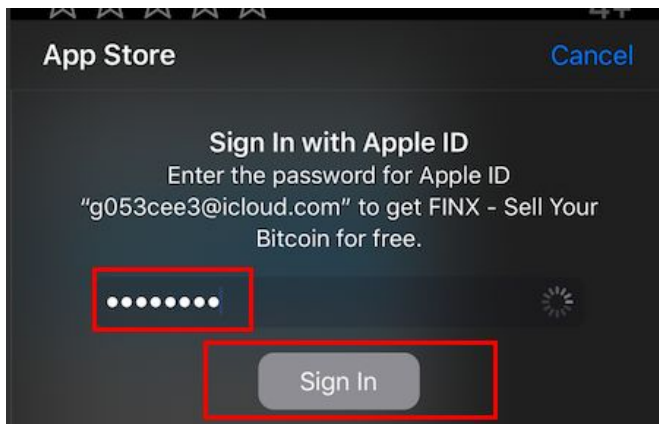 App Store
Cancel
Sign In with Apple ID
Enter the password for Apple ID
“g053cee3@icloud.com” to get FINX - Sell Your
Bitcoin for free.
Sign In